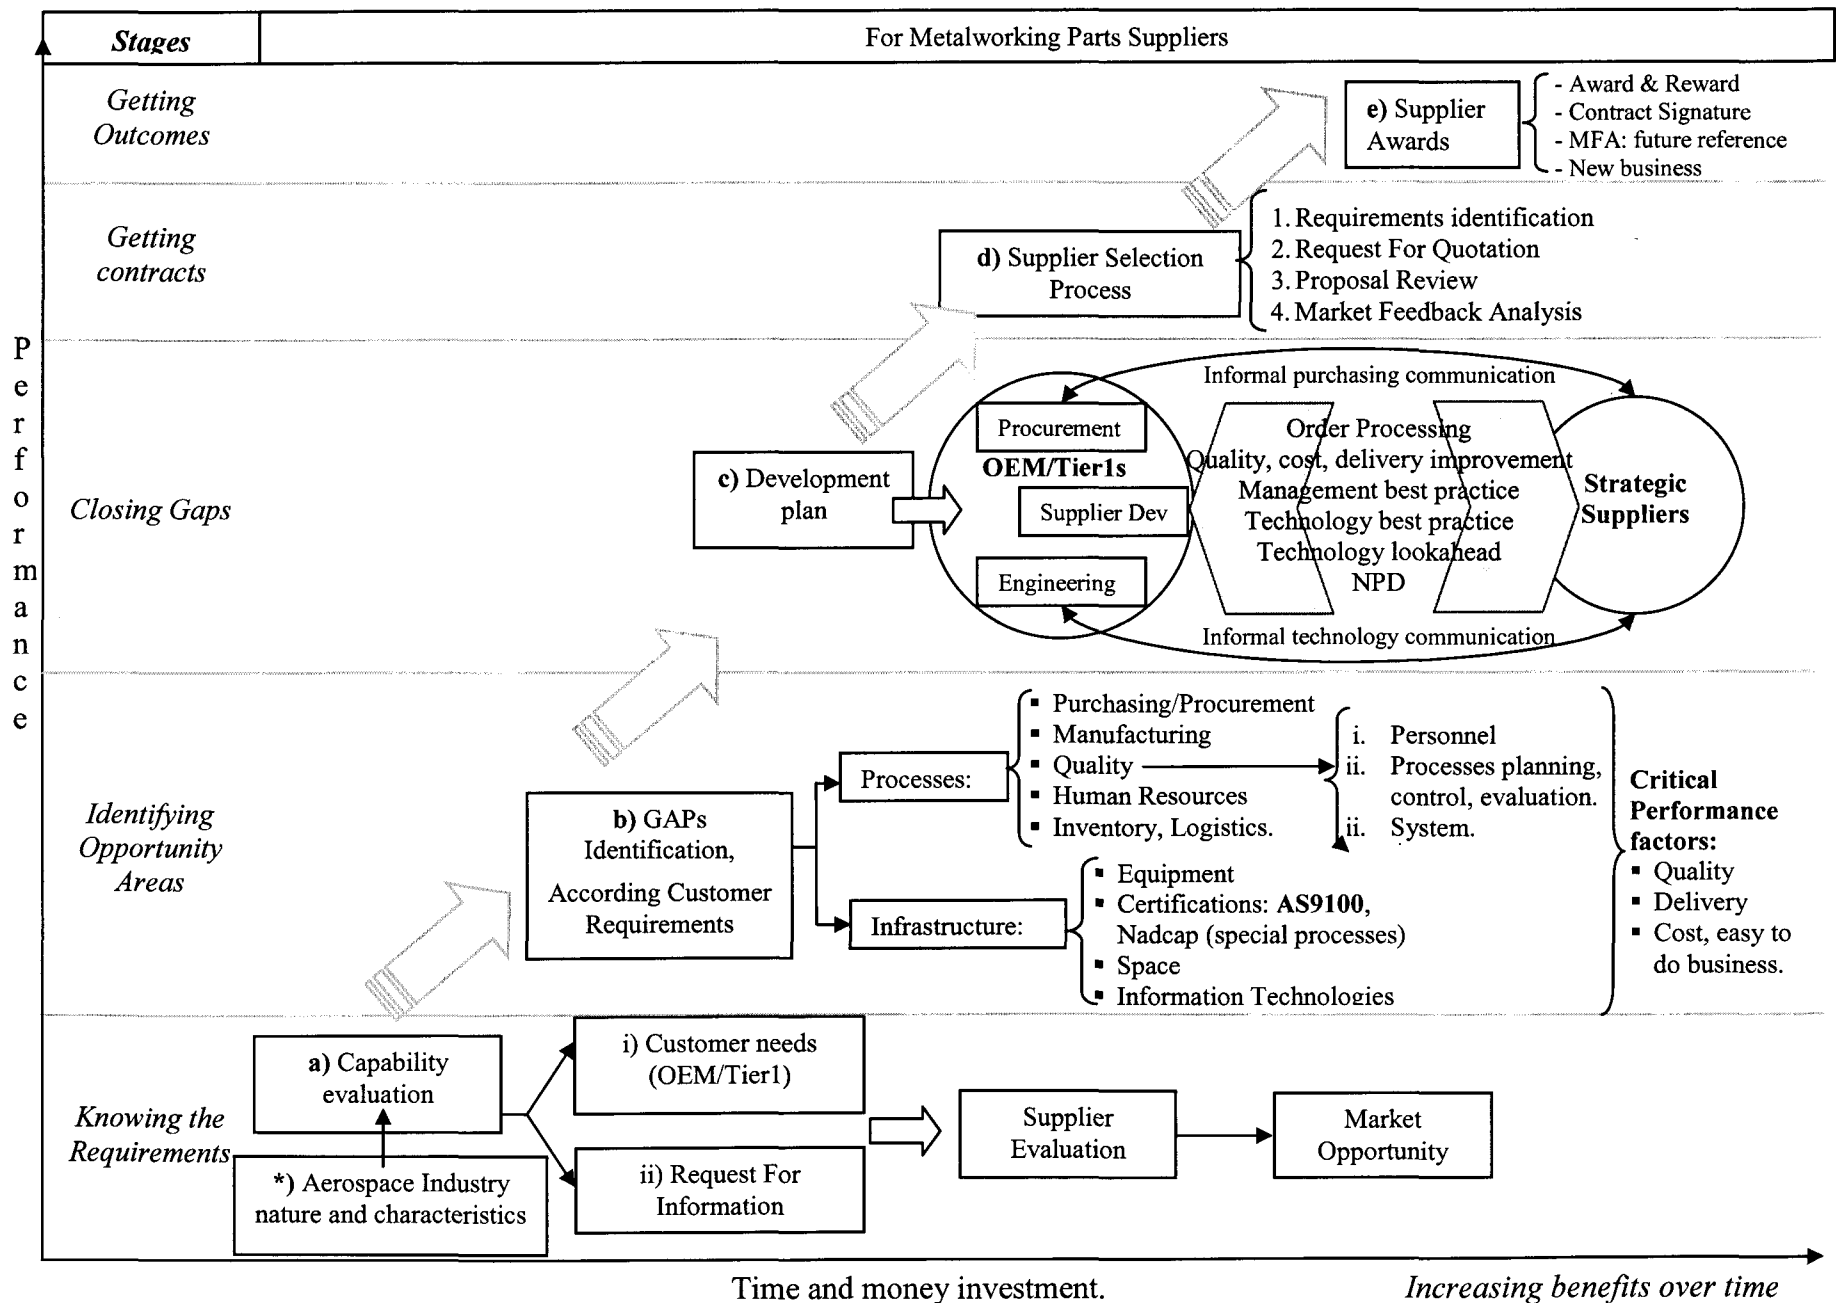 Stages
For Metalworking Parts Suppliers
Getting
Outcomes
e) Supplier
Awards
- Award & Reward
- Contract Signature
- MFA: future reference
- New business
Getting
contracts
d) Supplier Selection
Process
1. Requirements identification
2. Request For Quotation
3. Proposal Review
4. Market Feedback Analysis
Performance
Closing Gaps
c) Development
plan
Procurement
OEM/Tier1s
Supplier Dev
Engineering
Informal purchasing communication
Order Processing
Quality, cost, delivery improvement
Management best practice
Technology best practice
Technology lookahead
NPD
Informal technology communication
Strategic
Suppliers
Identifying
Opportunity
Areas
b) GAPs
Identification,
According Customer
Requirements
Processes:
▪ Purchasing/Procurement
▪ Manufacturing
▪ Quality
▪ Human Resources
▪ Inventory, Logistics.
i. Personnel
ii. Processes planning,
control, evaluation.
ii. System.
Infrastructure:
▪ Equipment
▪ Certifications: AS9100,
Nadcap (special processes)
▪ Space
▪ Information Technologies
Critical
Performance
factors:
▪ Quality
▪ Delivery
▪ Cost, easy to
do business.
Knowing the
Requirements
a) Capability
evaluation
*) Aerospace Industry
nature and characteristics
i) Customer needs
(OEM/Tier1)
ii) Request For
Information
Supplier
Evaluation
Market
Opportunity
Time and money investment.
Increasing benefits over time